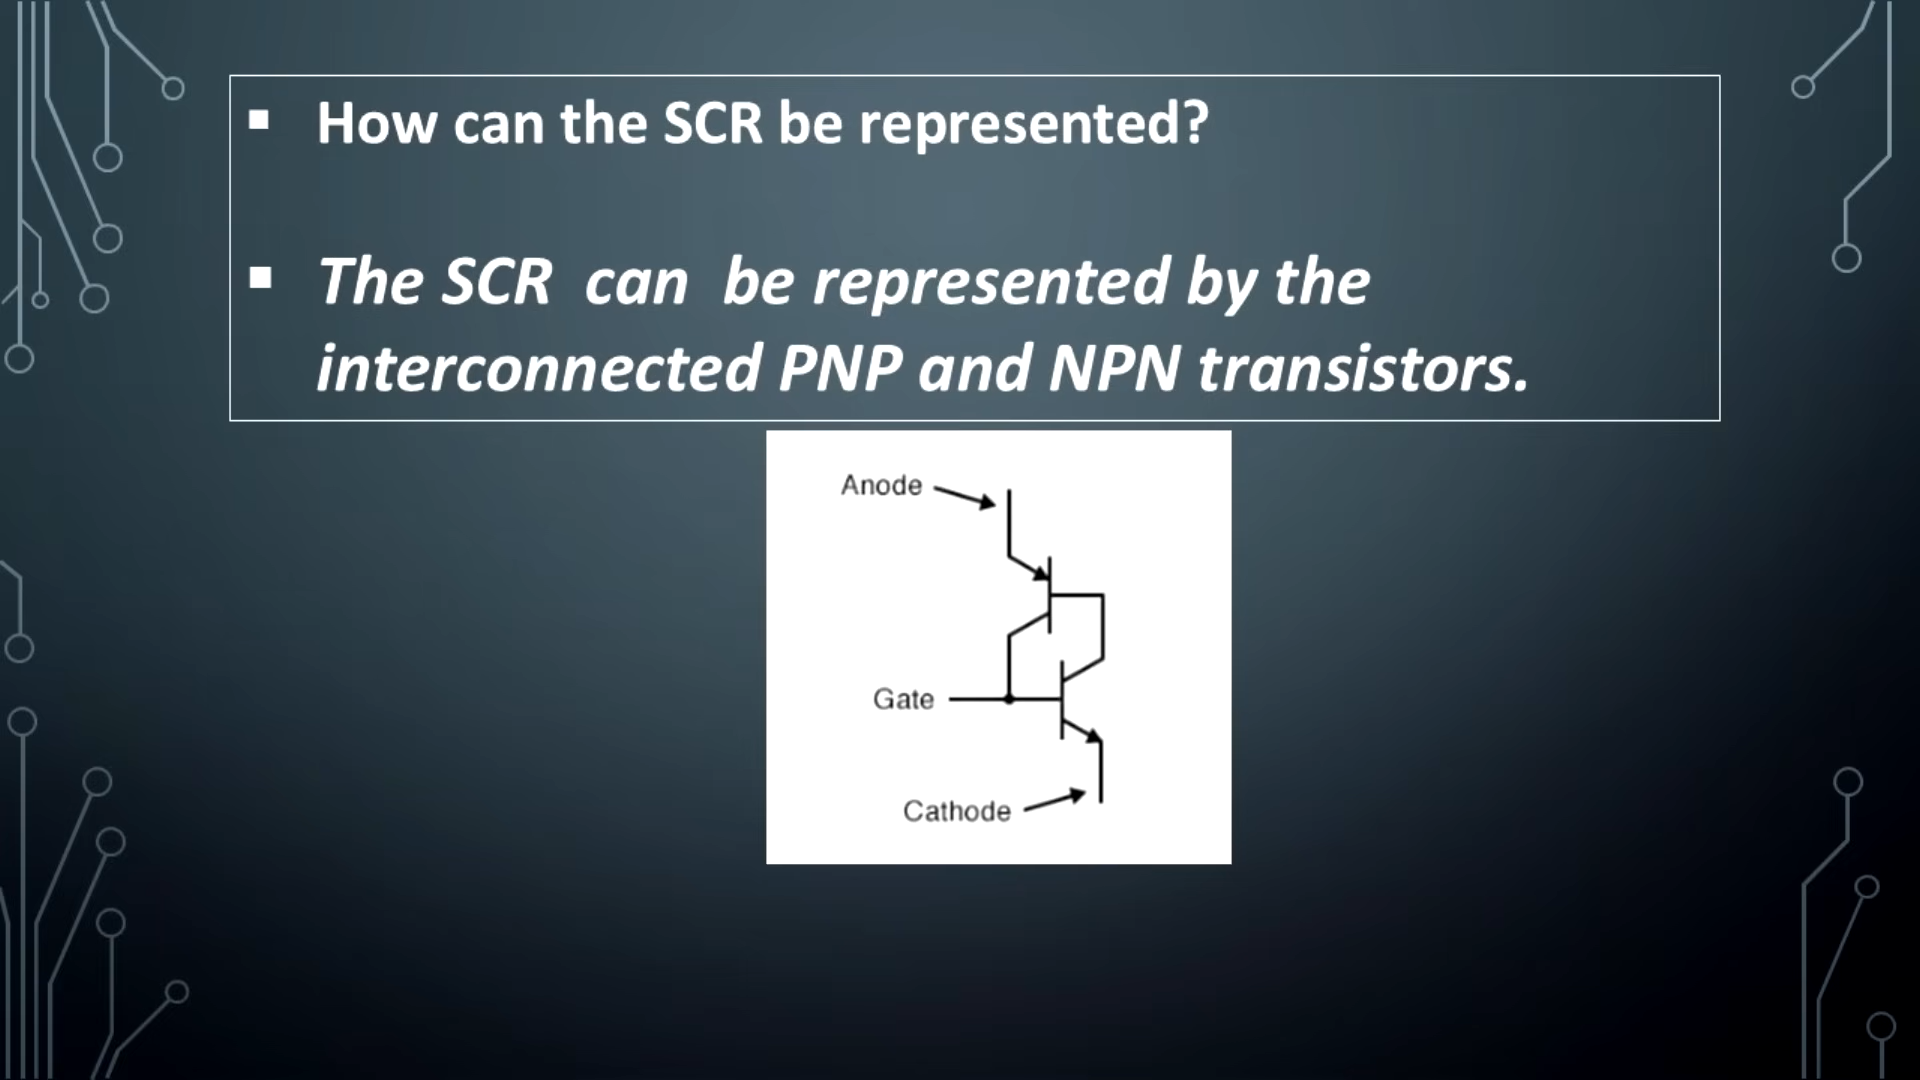 How can the SCR be represented?
The SCR can be represented by the
interconnected PNP and NPN transistors.
Anode
Gate
Cathode